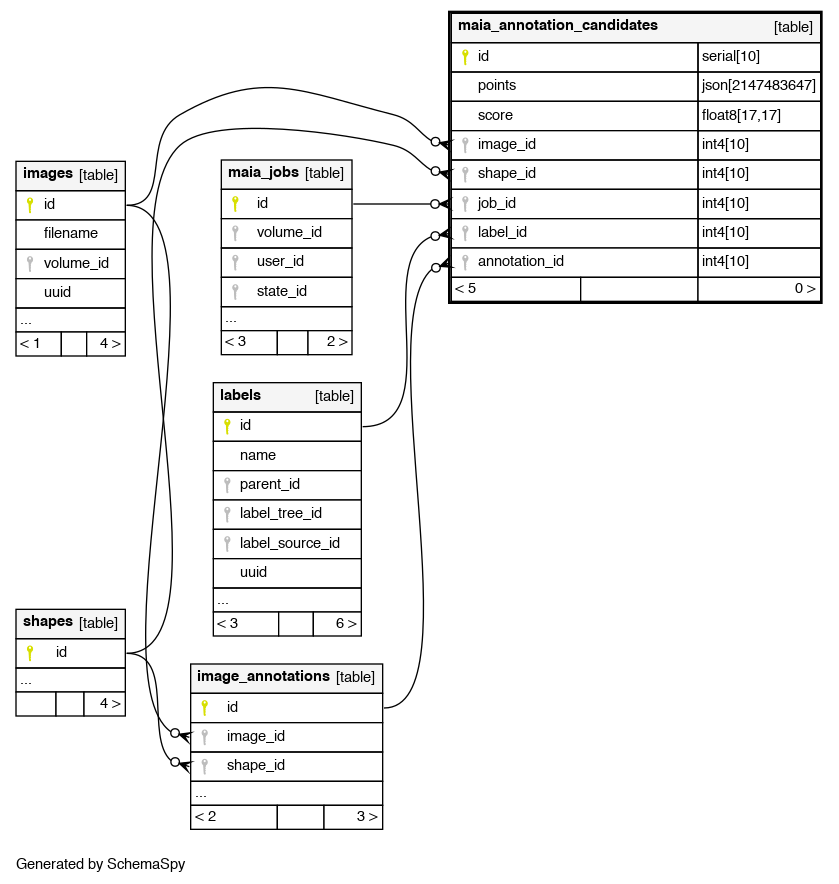 maia_annotation_candidates [table]
id serial[10]
points json[2147483647]
score float8[17,17]
image_id int4[10]
shape_id int4[10]
job_id int4[10]
label_id int4[10]
annotation_id int4[10]
< 5 0 >
images [table]
id
filename
volume_id
uuid
...
< 1 4 >
maia_jobs [table]
id
volume_id
user_id
state_id
...
< 3 2 >
labels [table]
id
name
parent_id
label_tree_id
label_source_id
uuid
...
< 3 6 >
shapes [table]
id
...
4 >
image_annotations [table]
id
image_id
shape_id
...
< 2 3 >
Generated by SchemaSpy